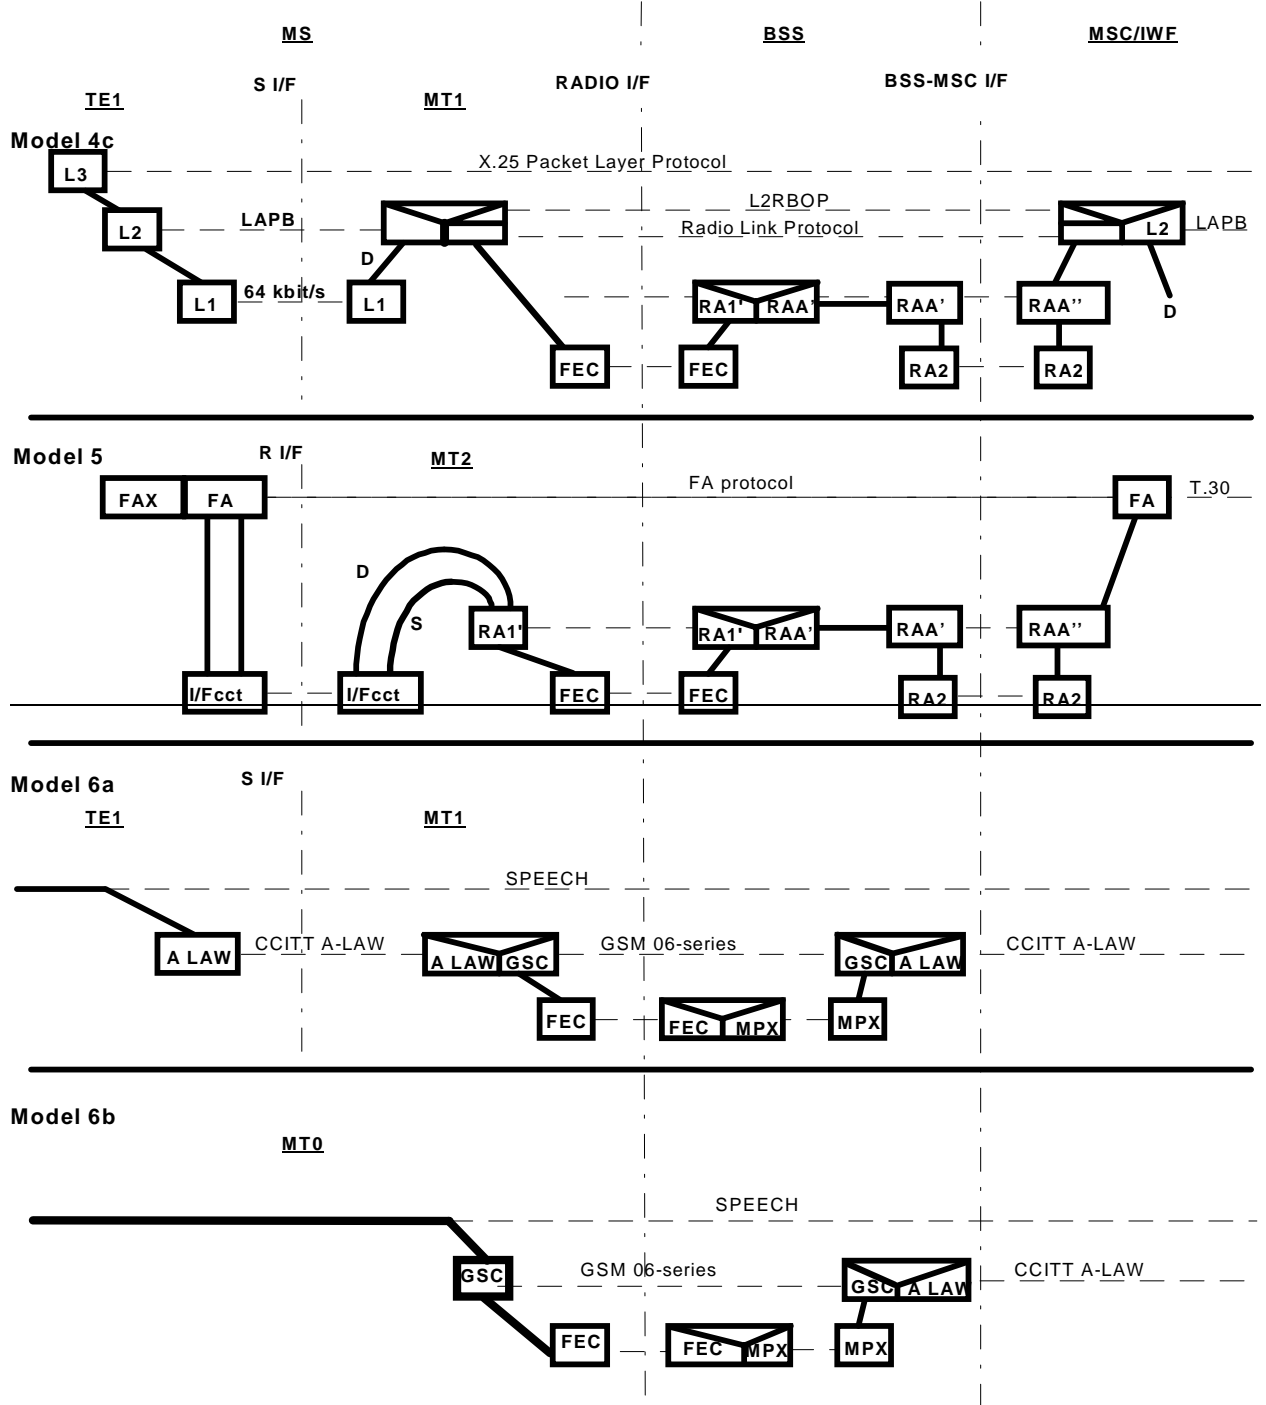 MS BSS MSC/IWF
S I/F RADIO I/F BSS-MSC I/F
TE1 MT1
Model 4c
L3 X.25 Packet Layer Protocol
L2 LAPB L2RBOP
Radio Link Protocol L2 LAPB
D
L1 64 kbit/s L1 RA1' RAA' RAA' RAA'' D
FEC FEC RA2 RA2
Model 5 R I/F MT2
FAX FA FA protocol FA T.30
D
S RA1' RA1' RAA' RAA' RAA''
I/Fcct I/Fcct FEC FEC RA2 RA2
Model 6a S I/F
TE1 MT1
SPEECH
A LAW CCITT A-LAW A LAW GSC GSM 06-series GSC A LAW CCITT A-LAW
FEC FEC MPX MPX
Model 6b
MT0
SPEECH
GSC GSM 06-series GSC A LAW CCITT A-LAW
FEC FEC MPX MPX